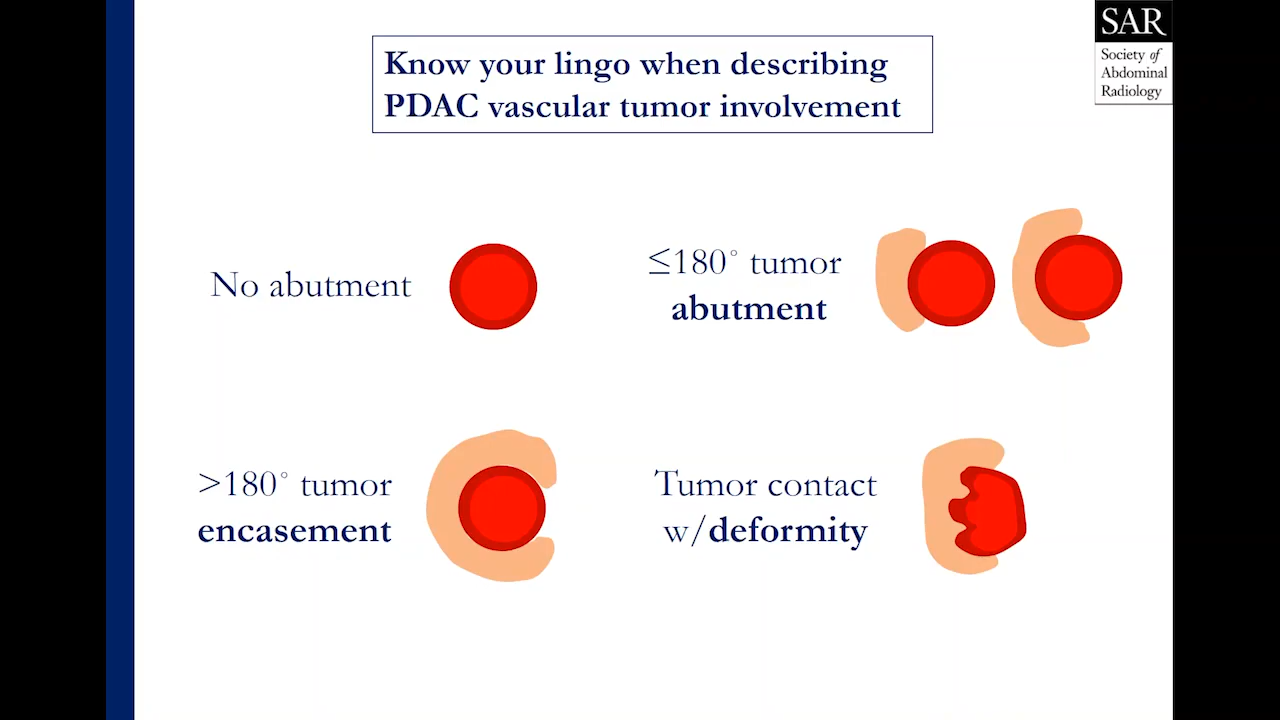 Know your lingo when describing
PDAC vascular tumor involvement
SAR
Society of
Abdominal
Radiology
No abutment
≤180° tumor
abutment
>180° tumor
encasement
Tumor contact
w/deformity